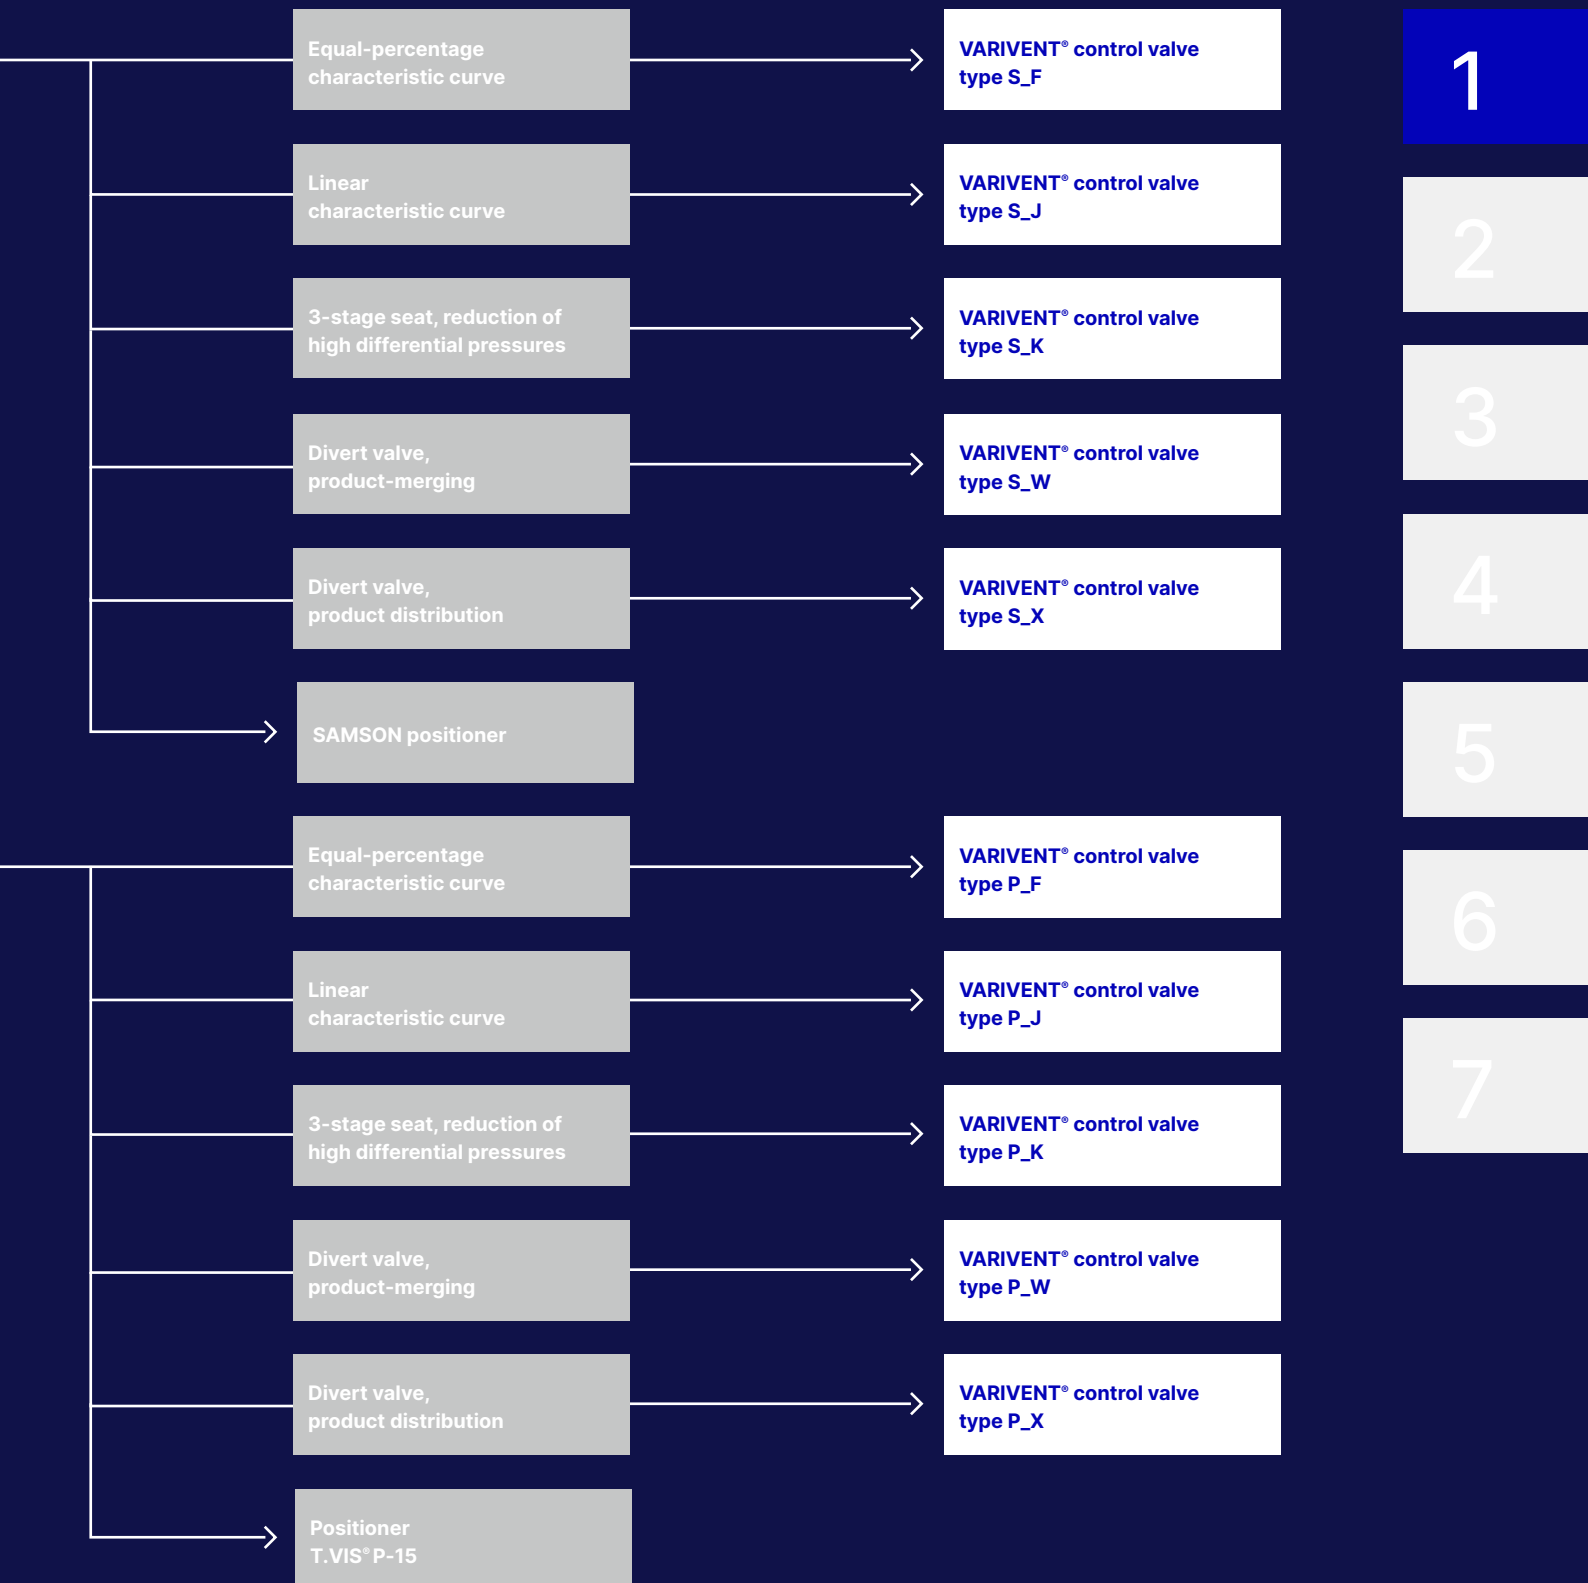 Equal-percentage
characteristic curve
VARIVENT® control valve
type S_F
Linear
characteristic curve
VARIVENT® control valve
type S_J
3-stage seat, reduction of
high differential pressures
VARIVENT® control valve
type S_K
Divert valve,
product-merging
VARIVENT® control valve
type S_W
Divert valve,
product distribution
VARIVENT® control valve
type S_X
SAMSON positioner
Equal-percentage
characteristic curve
VARIVENT® control valve
type P_F
Linear
characteristic curve
VARIVENT® control valve
type P_J
3-stage seat, reduction of
high differential pressures
VARIVENT® control valve
type P_K
Divert valve,
product-merging
VARIVENT® control valve
type P_W
Divert valve,
product distribution
VARIVENT® control valve
type P_X
Positioner
T.VIS® P-15
1
2
3
4
5
6
7